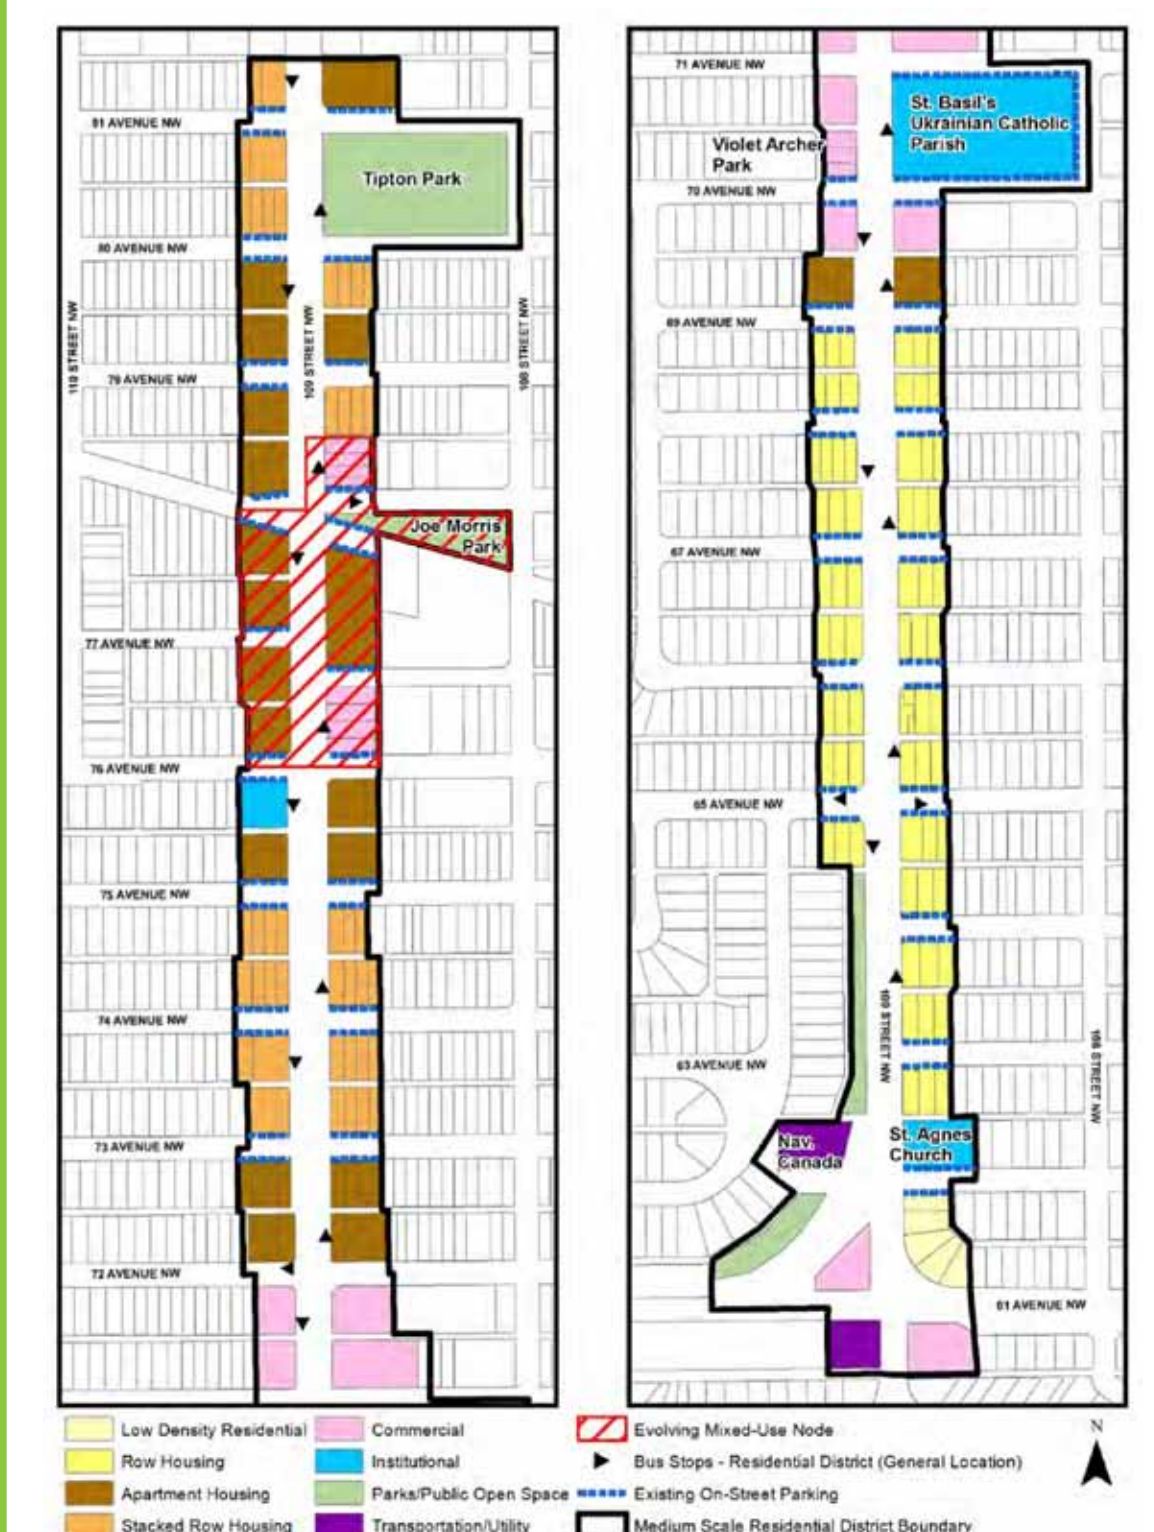 81 AVENUE NW
Tipton Park
80 AVENUE NW
110 STREET NW
109 STREET NW
108 STREET NW
79 AVENUE NW
Joe Morris
Park
77 AVENUE NW
76 AVENUE NW
75 AVENUE NW
74 AVENUE NW
73 AVENUE NW
72 AVENUE NW
71 AVENUE NW
St. Basil's
Ukrainian Catholic
Parish
Violet Archer
Park
70 AVENUE NW
69 AVENUE NW
67 AVENUE NW
65 AVENUE NW
109 STREET NW
63 AVENUE NW
108 STREET NW
Nav.
Canada
St. Agnes
Church
61 AVENUE NW
Low Density Residential
Row Housing
Apartment Housing
Stacked Row Housing
Commercial
Institutional
Parks/Public Open Space
Transportation/Utility
Evolving Mixed-Use Node
Bus Stops - Residential District (General Location)
Existing On-Street Parking
Medium Scale Residential District Boundary
N